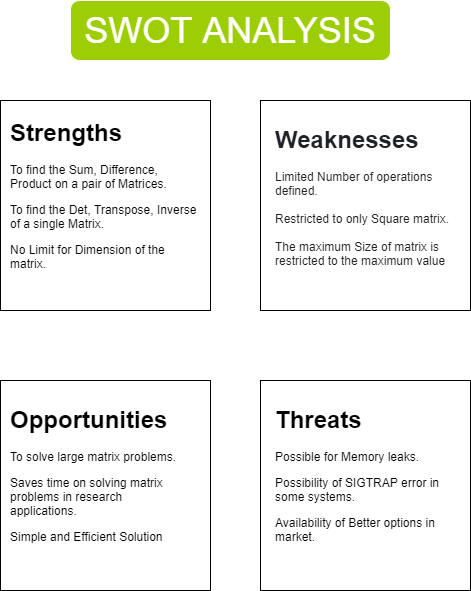 SWOT ANALYSIS
Strengths
To find the Sum, Difference,
Product on a pair of Matrices.
To find the Det, Transpose, Inverse
of a single Matrix.
No Limit for Dimension of the
matrix.
Weaknesses
Limited Number of operations
defined.
Restricted to only Square matrix.
The maximum Size of matrix is
restricted to the maximum value
Opportunities
To solve large matrix problems.
Saves time on solving matrix
problems in research
applications.
Simple and Efficient Solution
Threats
Possible for Memory leaks.
Possibility of SIGTRAP error in
some systems.
Availability of Better options in
market.